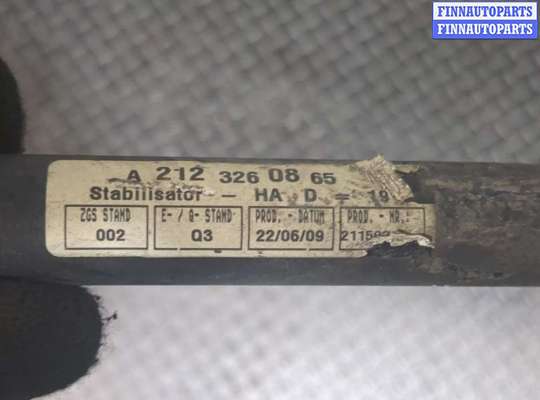 FINNAUTOPARTS
FINNAUTOPARTS
A 212 326 08 65
Stabilisator - HA D = 19
ZGS STAND E- / Q- STAND PROD. - DATUM PROD. - NR.:
002 Q3 22/06/09